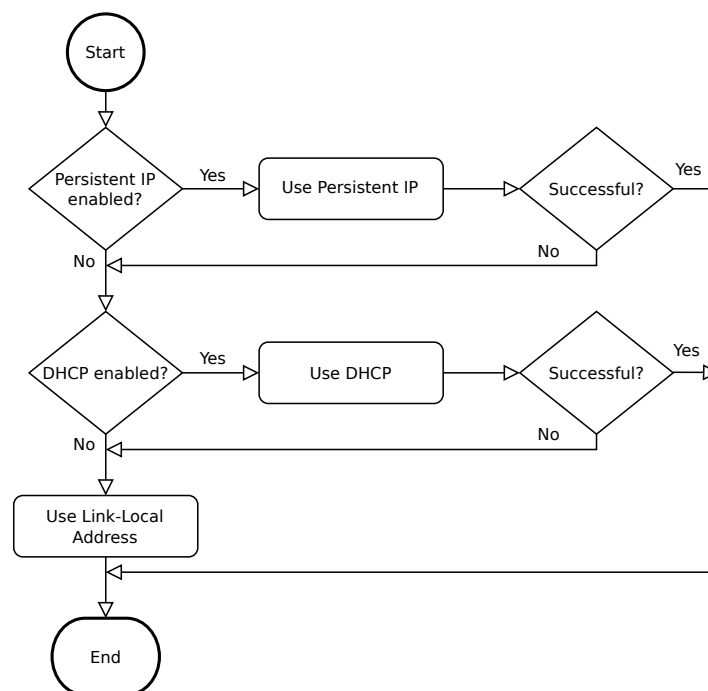 Start
Persistent IP
enabled?
Yes
Use Persistent IP
Successful?
Yes
No
No
DHCP enabled?
Yes
Use DHCP
Successful?
Yes
No
No
Use Link-Local
Address
End